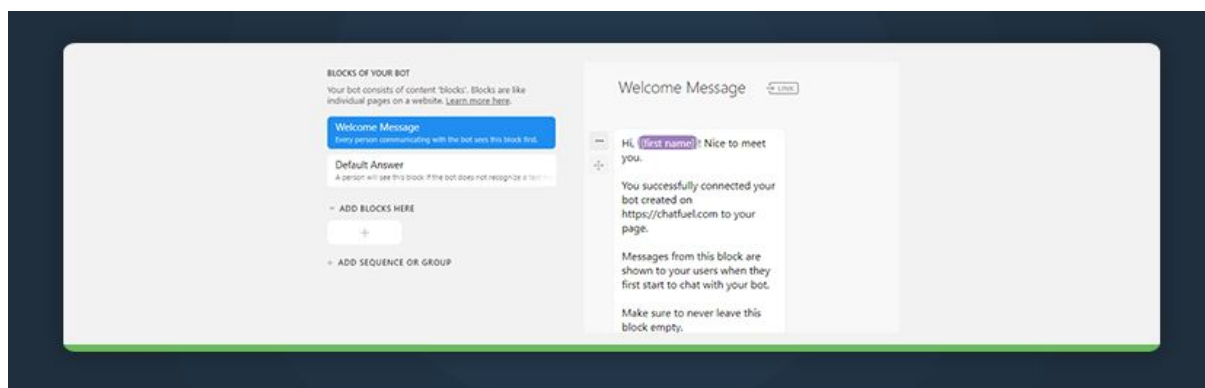 BLOCKS OF YOUR BOT
Your bot consists of content 'blocks'. Blocks are like
individual pages on a website. Learn more here.
Welcome Message
Every person communicating with the bot sees this block first.
Default Answer
A person will see this block if the bot does not recognize a text
ADD BLOCKS HERE
+
+ ADD SEQUENCE OR GROUP
Welcome Message
LINK
Hi, {{first name}}! Nice to meet
you.
You successfully connected your
bot created on
https://chatfuel.com to your
page.
Messages from this block are
shown to your users when they
first start to chat with your bot.
Make sure to never leave this
block empty.